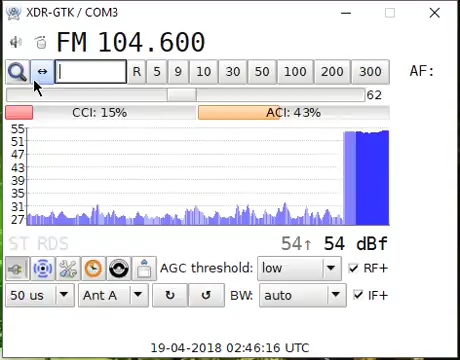 XDR-GTK / COM3
FM 104.600
R 5 9 10 30 50 100 200 300 AF:
62
CCI: 15% ACI: 43%
55
51
47
43
39
35
31
27
ST RDS 54↑ 54 dBf
AGC threshold: low RF+
50 us Ant A ↻ ↺ BW: auto IF+
19-04-2018 02:46:16 UTC